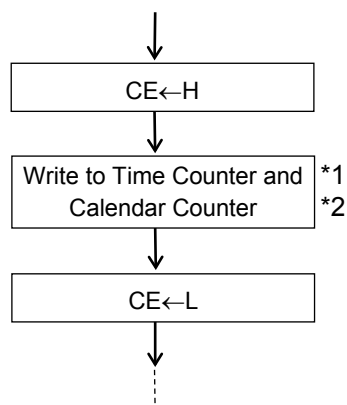 CE←H
Write to Time Counter and *1
Calendar Counter *2
CE←L